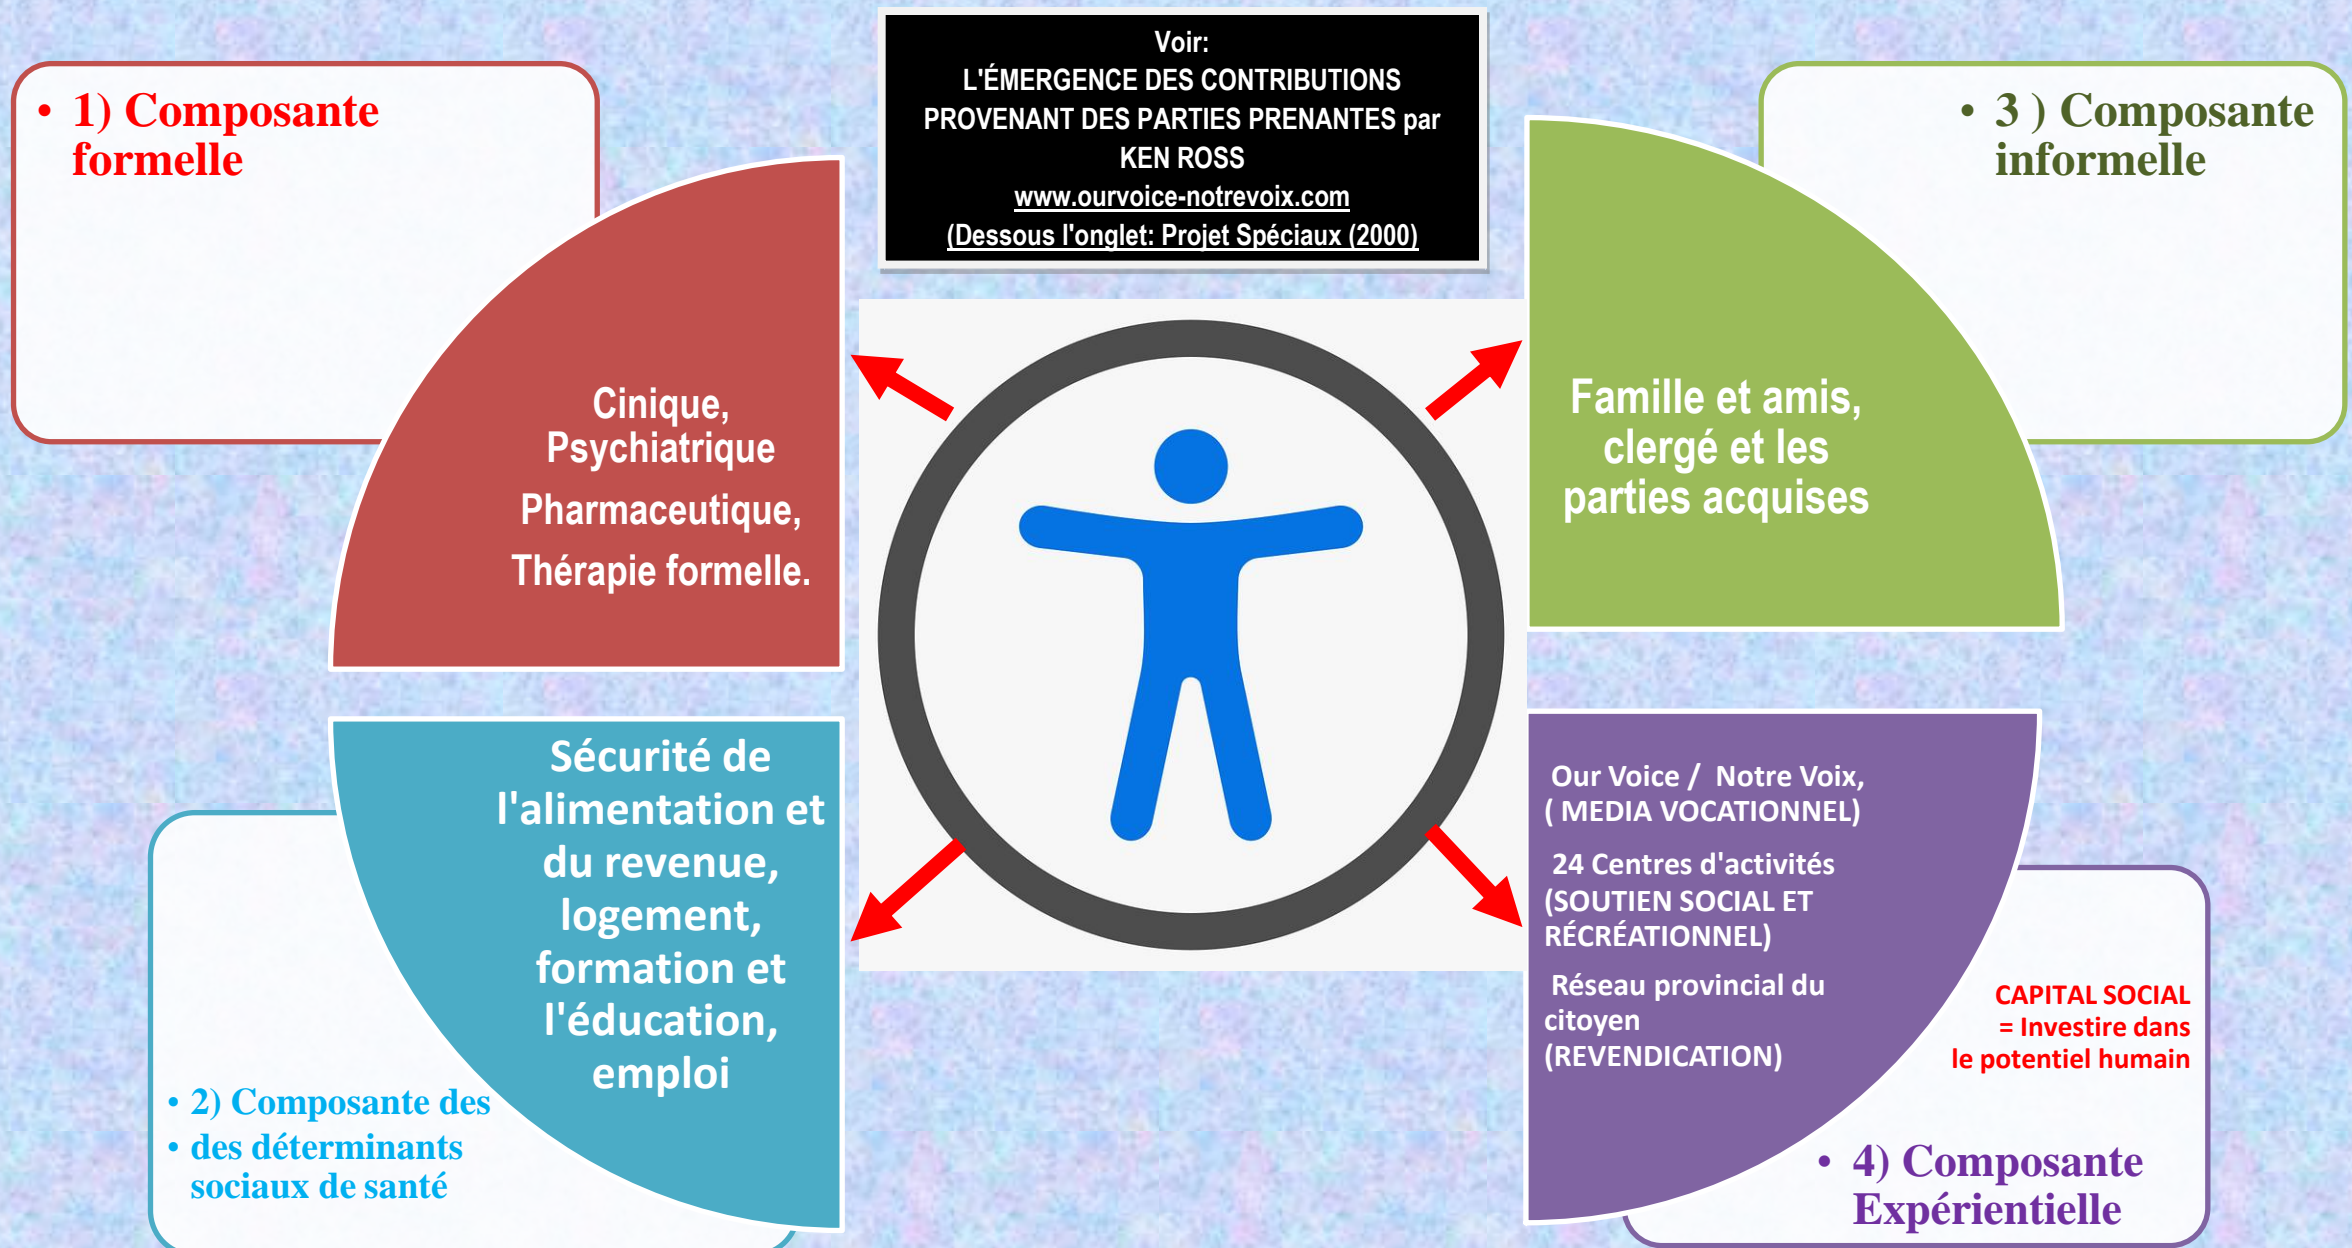 Voir:
L'ÉMERGENCE DES CONTRIBUTIONS
PROVENANT DES PARTIES PRENANTES par
KEN ROSS
www.ourvoice-notrevoix.com
(Dessous l'onglet: Projet Spéciaux (2000)
• 1) Composante
formelle
Cinique,
Psychiatrique
Pharmaceutique,
Thérapie formelle.
• 3 ) Composante
informelle
Famille et amis,
clergé et les
parties acquises
Sécurité de
l'alimentation et
du revenue,
logement,
formation et
l'éducation,
emploi
• 2) Composante des
• des déterminants
sociaux de santé
Our Voice / Notre Voix,
( MEDIA VOCATIONNEL)
24 Centres d'activités
(SOUTIEN SOCIAL ET
RÉCRÉATIONNEL)
Réseau provincial du
citoyen
(REVENDICATION)
CAPITAL SOCIAL
= Investire dans
le potentiel humain
• 4) Composante
Expérientielle